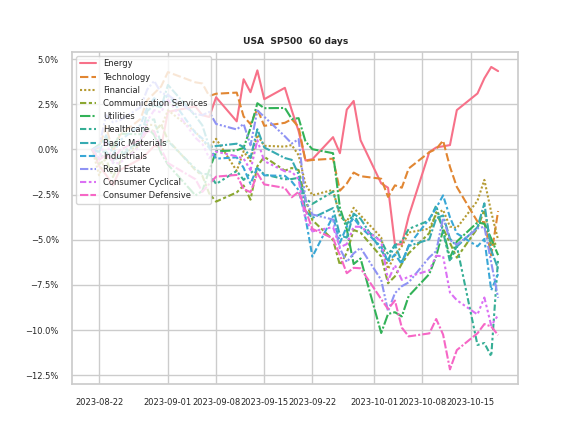 USA SP500 60 days
5.0%
2.5%
0.0%
−2.5%
−5.0%
−7.5%
−10.0%
−12.5%
Energy
Technology
Financial
Communication Services
Utilities
Healthcare
Basic Materials
Industrials
Real Estate
Consumer Cyclical
Consumer Defensive
2023-08-22 2023-09-01 2023-09-08 2023-09-15 2023-09-22 2023-10-01 2023-10-08 2023-10-15